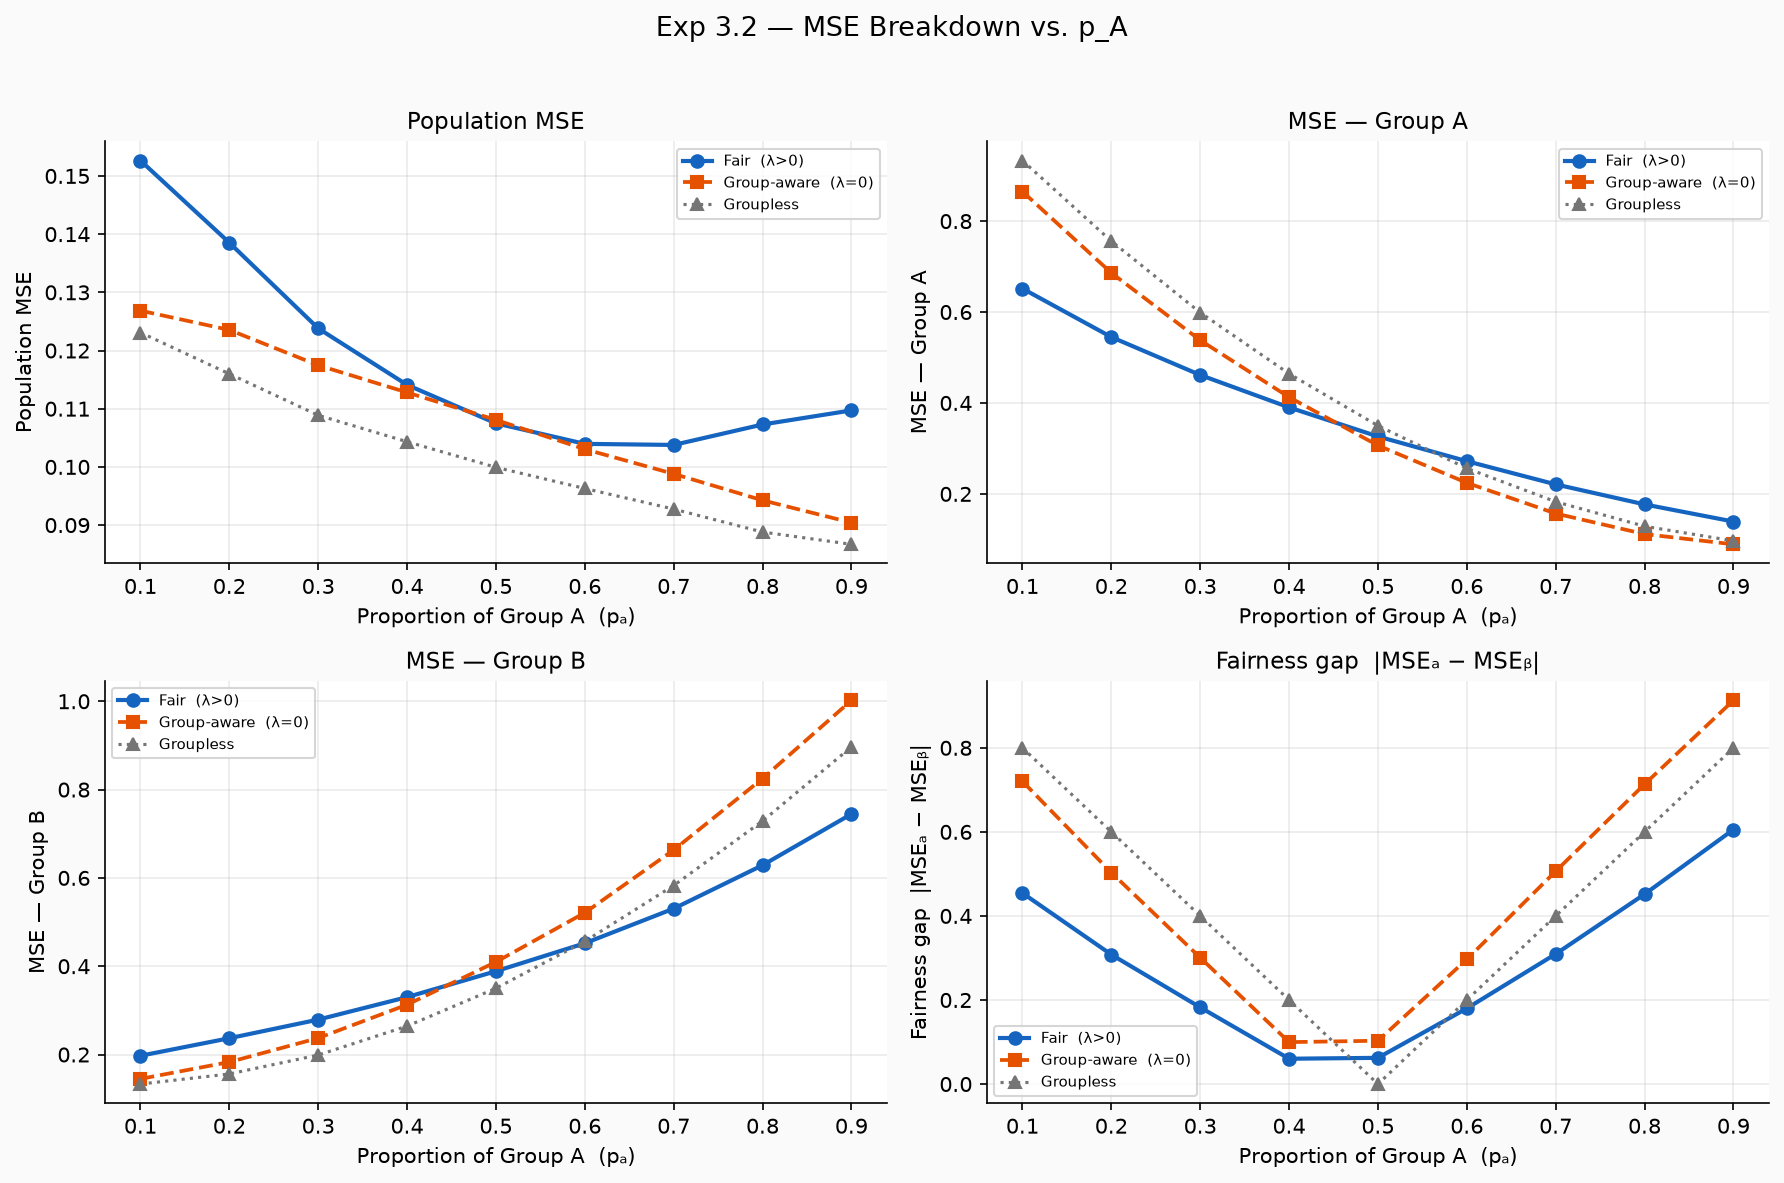 Exp 3.2 — MSE Breakdown vs. p_A
Population MSE
Population MSE
0.15
0.14
0.13
0.12
0.11
0.10
0.09
Fair (λ>0)
Group-aware (λ=0)
Groupless
0.1 0.2 0.3 0.4 0.5 0.6 0.7 0.8 0.9
Proportion of Group A (pₐ)
MSE — Group A
MSE — Group A
0.8
0.6
0.4
0.2
Fair (λ>0)
Group-aware (λ=0)
Groupless
0.1 0.2 0.3 0.4 0.5 0.6 0.7 0.8 0.9
Proportion of Group A (pₐ)
MSE — Group B
MSE — Group B
1.0
0.8
0.6
0.4
0.2
Fair (λ>0)
Group-aware (λ=0)
Groupless
0.1 0.2 0.3 0.4 0.5 0.6 0.7 0.8 0.9
Proportion of Group A (pₐ)
Fairness gap |MSEₐ − MSEᵦ|
Fairness gap |MSEₐ − MSEᵦ|
0.8
0.6
0.4
0.2
0.0
Fair (λ>0)
Group-aware (λ=0)
Groupless
0.1 0.2 0.3 0.4 0.5 0.6 0.7 0.8 0.9
Proportion of Group A (pₐ)